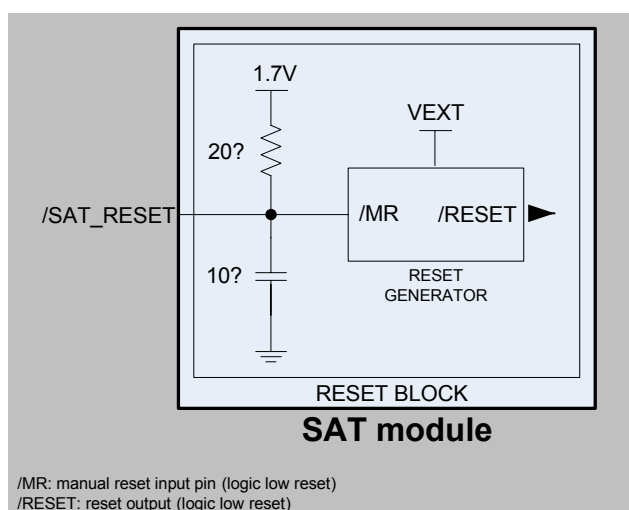 1.7V
VEXT
20?
/SAT_RESET
/MR /RESET
10?
RESET
GENERATOR
RESET BLOCK
SAT module
/MR: manual reset input pin (logic low reset)
/RESET: reset output (logic low reset)